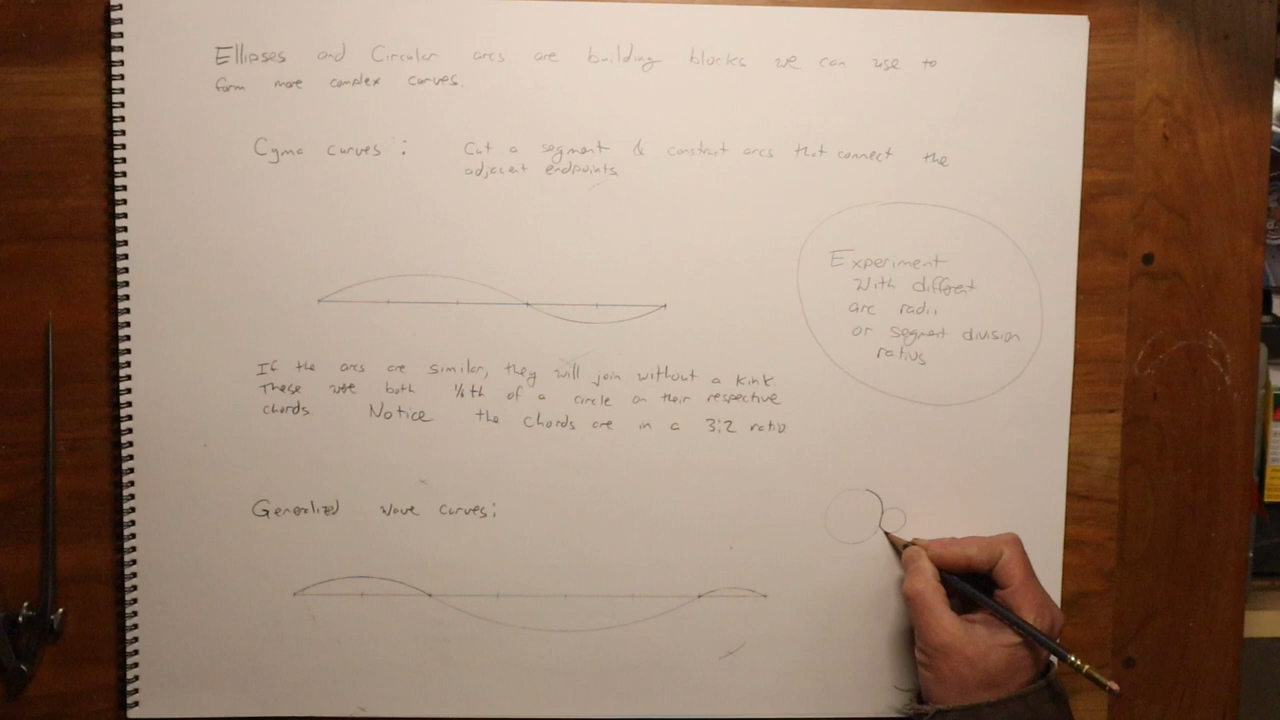 Ellipses and Circular arcs are building blocks we can use to
form more complex curves.
Cyma curves : Cut a segment & construct arcs that connect the
adjacent endpoints
Experiment
With different
arc radii
or segment division
ratios
If the arcs are similar, they will join without a kink.
These use both 1/6th of a circle on their respective
chords Notice the chords are in a 3:2 ratio
Generalized wave curves: